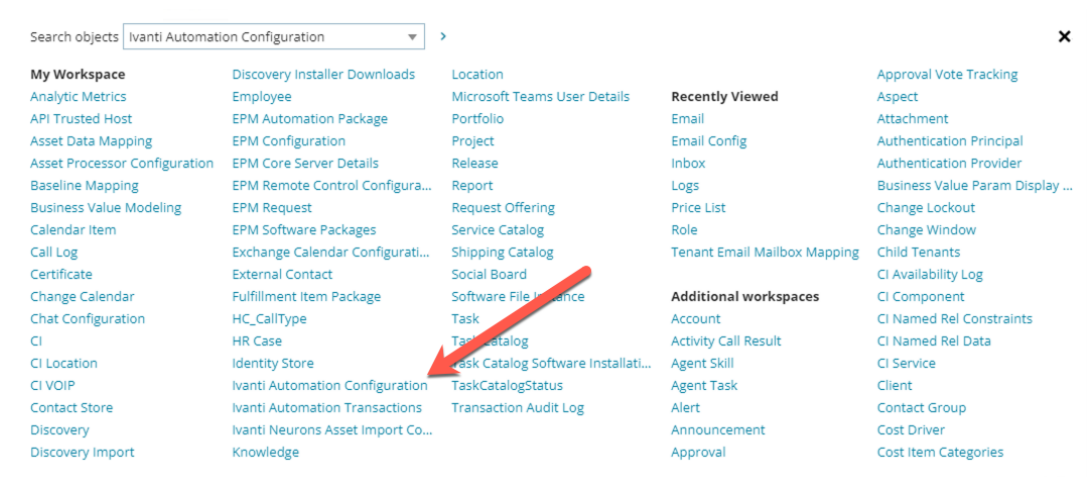 Search objects Ivanti Automation Configuration
My Workspace
Analytic Metrics
API Trusted Host
Asset Data Mapping
Asset Processor Configuration
Baseline Mapping
Business Value Modeling
Calendar Item
Call Log
Certificate
Change Calendar
Chat Configuration
CI
CI Location
CI VOIP
Contact Store
Discovery
Discovery Import
Discovery Installer Downloads
Employee
EPM Automation Package
EPM Configuration
EPM Core Server Details
EPM Remote Control Configura...
EPM Request
EPM Software Packages
Exchange Calendar Configurati...
External Contact
Fulfillment Item Package
HC_CallType
HR Case
Identity Store
Ivanti Automation Configuration
Ivanti Automation Transactions
Ivanti Neurons Asset Import Co...
Knowledge
Location
Microsoft Teams User Details
Portfolio
Project
Release
Report
Request Offering
Service Catalog
Shipping Catalog
Social Board
Software File Instance
Task
Task Catalog
Task Catalog Software Installati...
TaskCatalogStatus
Transaction Audit Log
Recently Viewed
Email
Email Config
Inbox
Logs
Price List
Role
Tenant Email Mailbox Mapping
Additional workspaces
Account
Activity Call Result
Agent Skill
Agent Task
Alert
Announcement
Approval
Approval Vote Tracking
Aspect
Attachment
Authentication Principal
Authentication Provider
Business Value Param Display ...
Change Lockout
Change Window
Child Tenants
CI Availability Log
CI Component
CI Named Rel Constraints
CI Named Rel Data
CI Service
Client
Contact Group
Cost Driver
Cost Item Categories